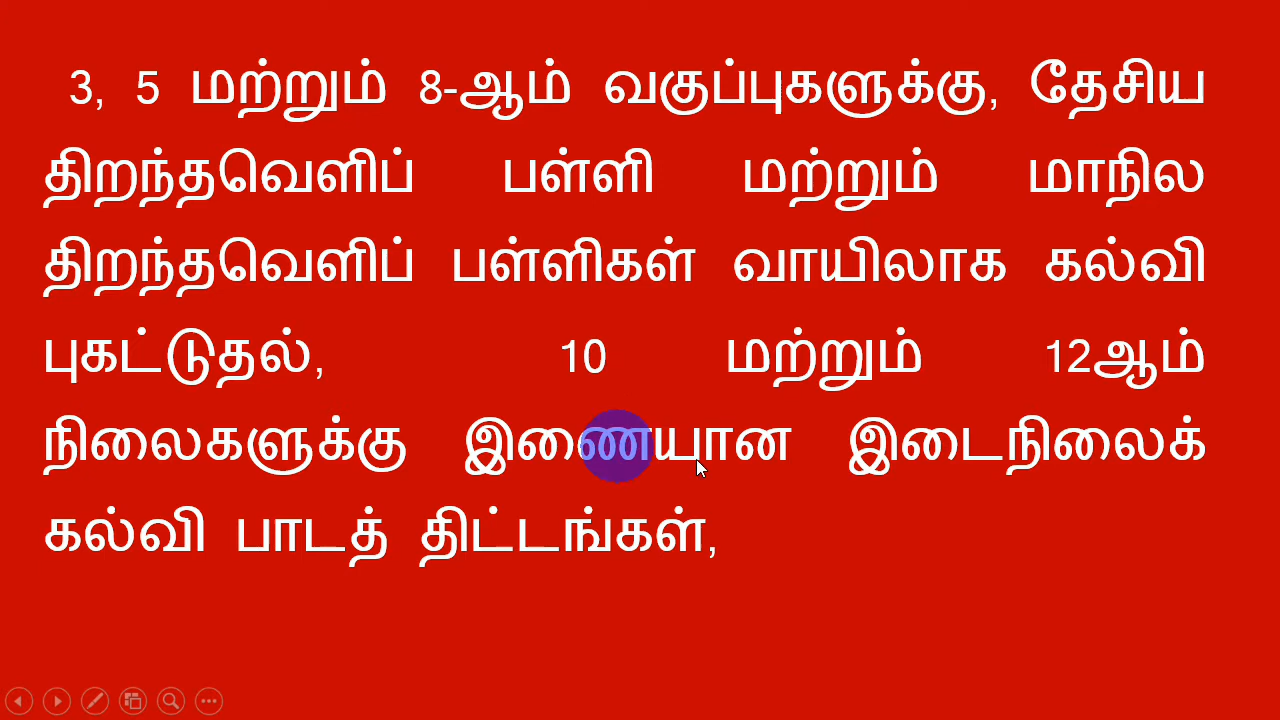 3, 5 மற்றும் 8-ஆம் வகுப்புகளுக்கு, தேசிய
திறந்தவெளிப் பள்ளி மற்றும் மாநில
திறந்தவெளிப் பள்ளிகள் வாயிலாக கல்வி
புகட்டுதல், 10 மற்றும் 12ஆம்
நிலைகளுக்கு இணையான இடைநிலைக்
கல்வி பாடத் திட்டங்கள்,